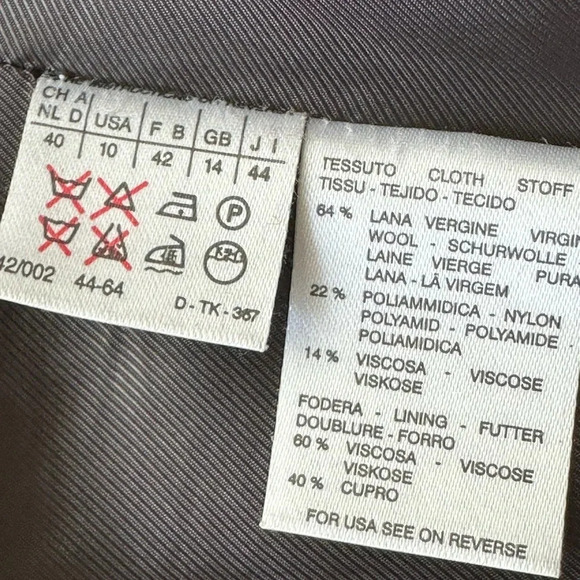 CH A
NL D USA F B GB J I
40 10 42 14 44
P
42/002 44-64
D - TK - 367
TESSUTO CLOTH STOFF
TISSU - TEJIDO - TECIDO
64 % LANA VERGINE VIRGIN
WOOL - SCHURWOLLE
LAINE VIERGE PURA
LANA - LÃ VIRGEM
22 % POLIAMMIDICA - NYLON
POLYAMID - POLYAMIDE -
POLIAMIDICA
14 % VISCOSA - VISCOSE
VISKOSE
FODERA - LINING - FUTTER
DOUBLURE - FORRO
60 % VISCOSA - VISCOSE
VISKOSE
40 % CUPRO
FOR USA SEE ON REVERSE